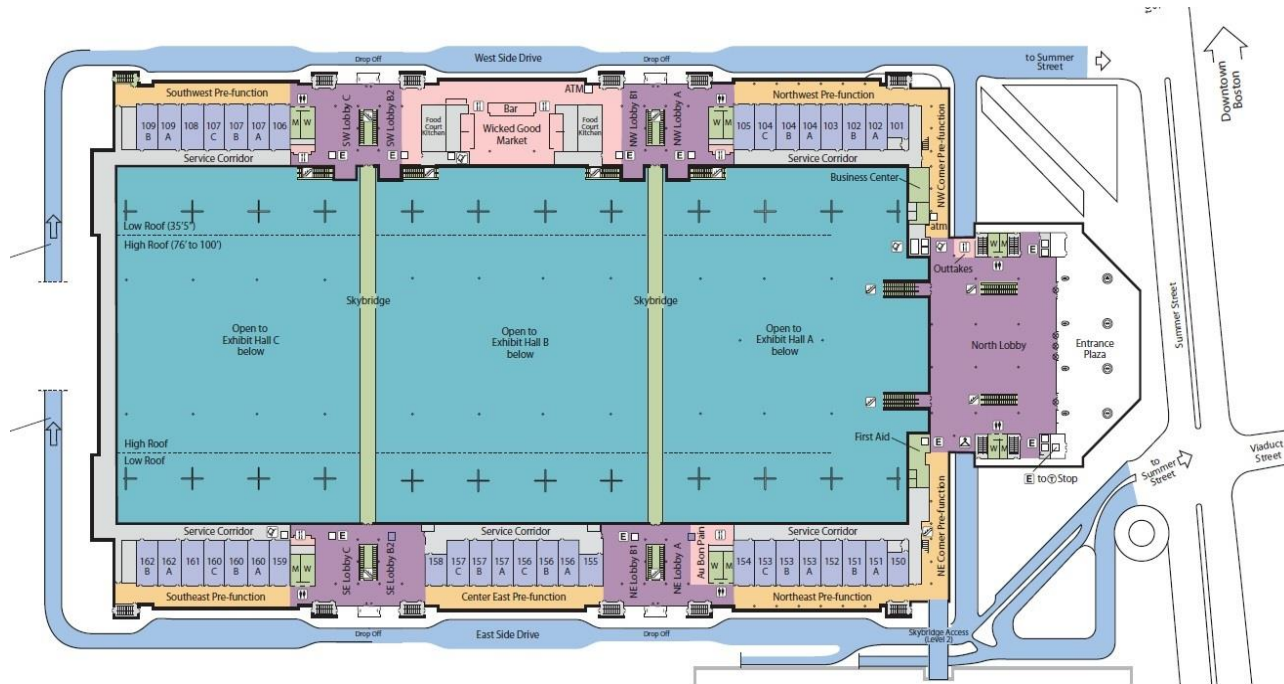 Downtown
Boston
to Summer
Street
Drop Off
West Side Drive
Drop Off
Southwest Pre-function
ATM
Northwest Pre-function
109
B
109
A
108
107
C
107
B
107
A
106
M
W
SW Lobby C
SW Lobby B2
Food
Court
Kitchen
Bar
Wicked Good
Market
Food
Court
Kitchen
NW Lobby B1
NW Lobby A
M
W
105
104
C
104
B
104
A
103
102
B
102
A
101
NW Corner Pre-function
Service Corridor
E
E
E
E
Service Corridor
Business Center
Low Roof (35'5")
High Roof (76' to 100')
atm
W
M
E
E
Outtakes
Skybridge
Skybridge
Open to
Exhibit Hall C
below
Open to
Exhibit Hall B
below
Open to
Exhibit Hall A
below
North Lobby
Entrance
Plaza
Summer Street
High Roof
Low Roof
First Aid
E
W
M
E
E to T Stop
to
Summer
Street
Viaduct
Street
Service Corridor
E
Service Corridor
E
Au Bon Pain
Service Corridor
NE Corner Pre-function
162
B
162
A
161
160
C
160
B
160
A
159
M
W
SE Lobby C
SE Lobby B2
158
157
C
157
B
157
A
156
C
156
B
156
A
155
NE Lobby B1
NE Lobby A
W
M
154
153
C
153
B
153
A
152
151
B
151
A
150
Southeast Pre-function
Center East Pre-function
Northeast Pre-function
Drop Off
East Side Drive
Drop Off
Skybridge Access
(Level 2)